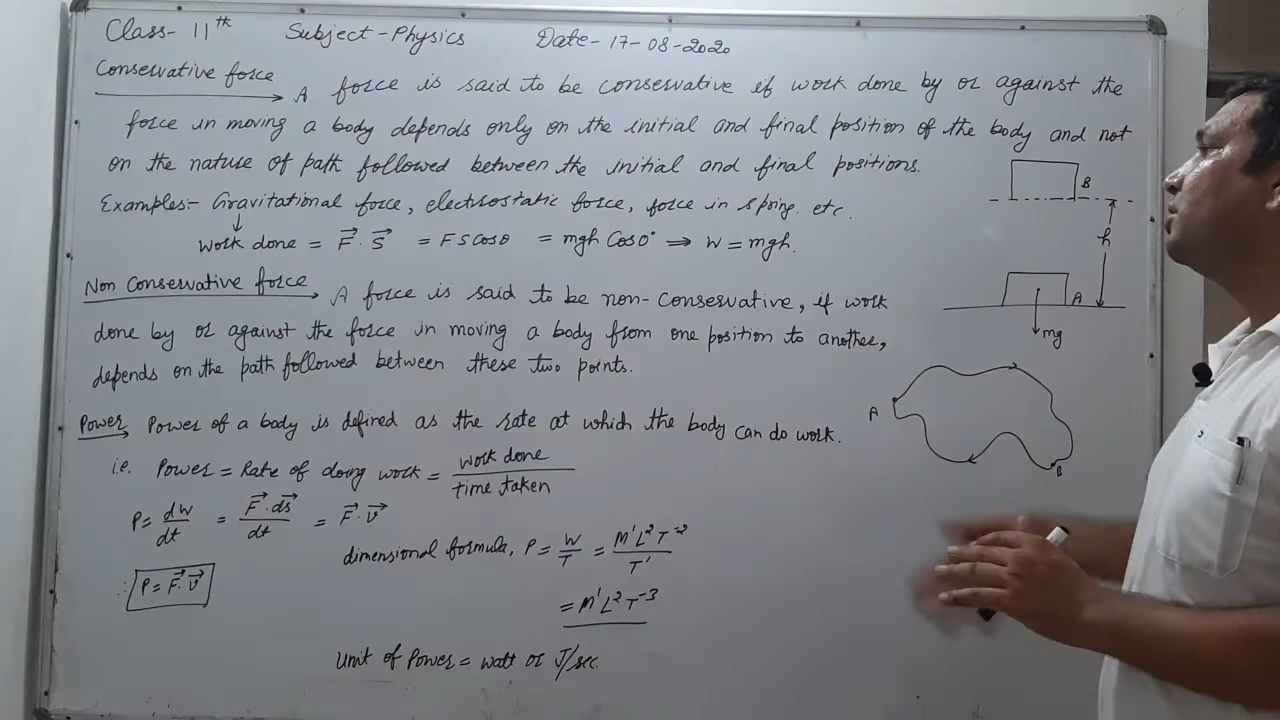 Class- 11th Subject-Physics Date- 17-08-2020
Conservative force → A force is said to be conservative if work done by or against the
force in moving a body depends only on the initial and final position of the body and not
on the nature of path followed between the initial and final positions.
Examples:- Gravitational force, electrostatic force, force in spring. etc.
work done = F⃗ . S⃗ = FScosθ = mgh Cos0° ⇒ W = mgh.
B
h
A
mg
Non Conservative force → A force is said to be non-Conservative, if work
done by or against the force in moving a body from one position to another,
depends on the path followed between these two points.
A
B
Power → Power of a body is defined as the rate at which the body can do work.
i.e. Power = Rate of doing work = work done / time taken
P = dw/dt = F⃗.ds⃗/dt = F⃗.v⃗
∴ P = F⃗.v⃗
dimensional formula, P = W/T = M¹L²T⁻²/T¹
= M¹L²T⁻³
Unit of Power = watt or J/sec.